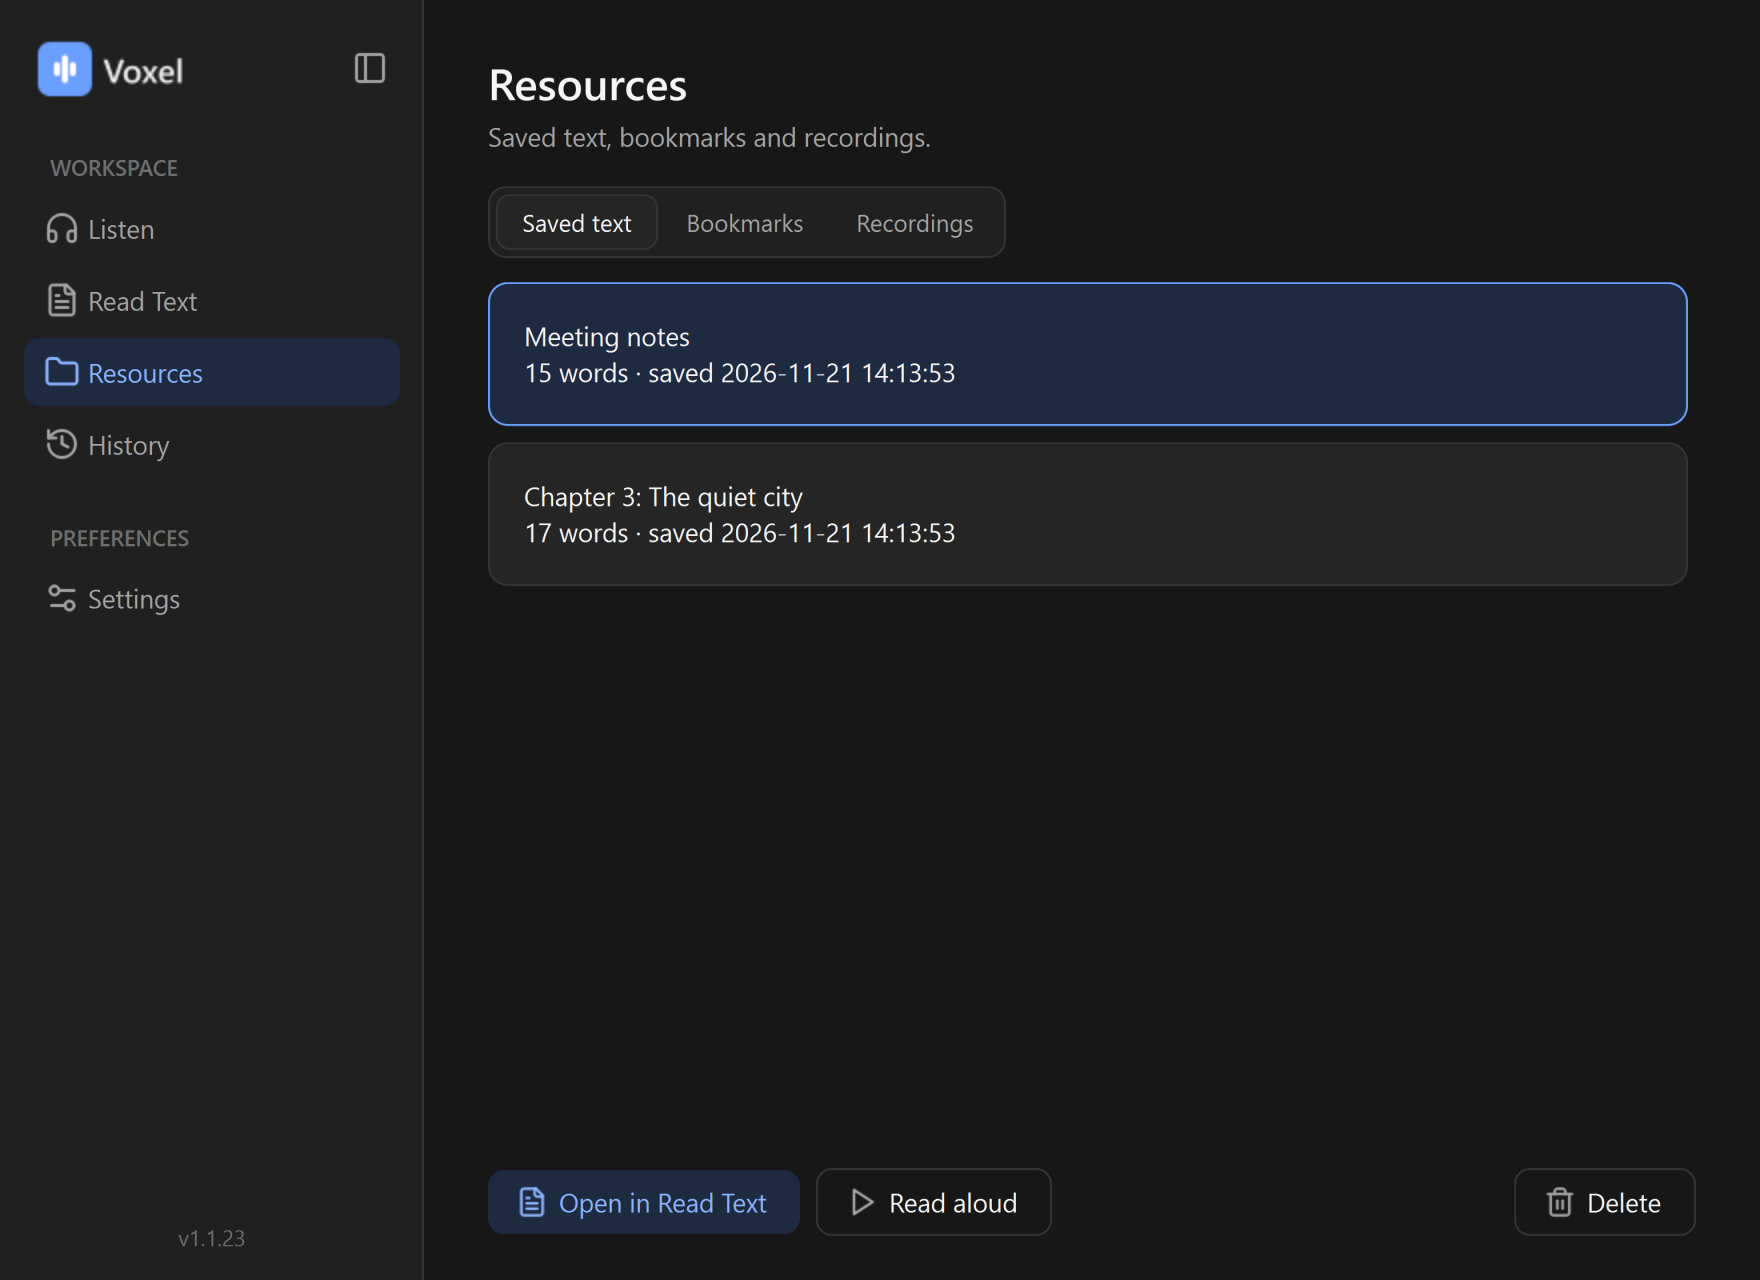 Voxel
WORKSPACE
Listen
Read Text
Resources
History
PREFERENCES
Settings
v1.1.23
Resources
Saved text, bookmarks and recordings.
Saved text
Bookmarks
Recordings
Meeting notes
15 words · saved 2026-11-21 14:13:53
Chapter 3: The quiet city
17 words · saved 2026-11-21 14:13:53
Open in Read Text
Read aloud
Delete